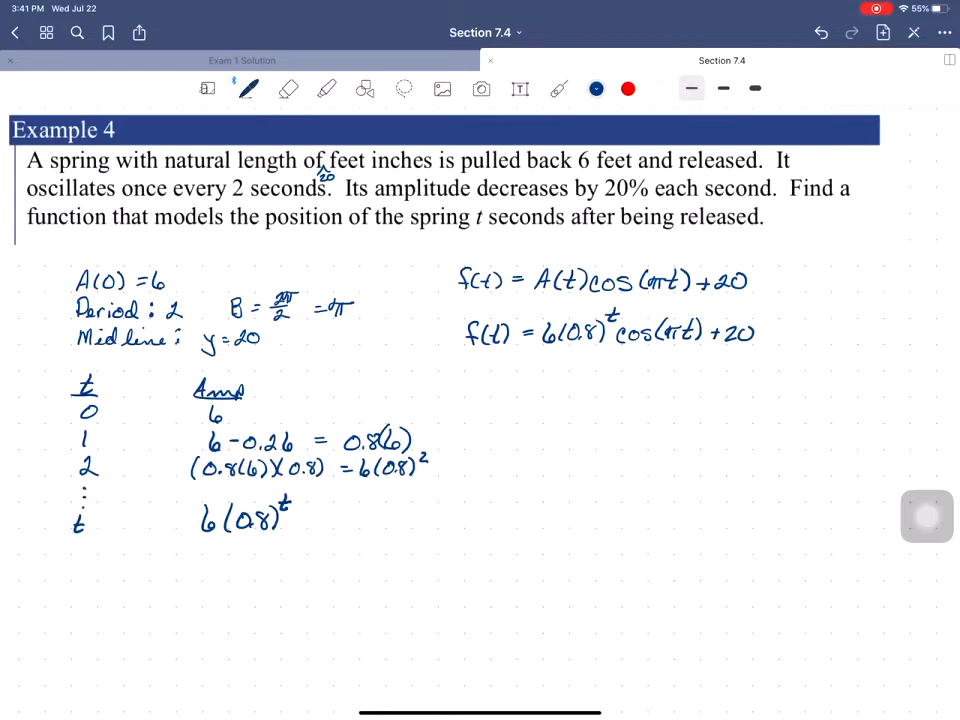 3:41 PM Wed Jul 22
55%
Section 7.4
Exam 1 Solution
Section 7.4
Example 4
A spring with natural length of feet inches is pulled back 6 feet and released. It
^20
oscillates once every 2 seconds. Its amplitude decreases by 20% each second. Find a
function that models the position of the spring t seconds after being released.
A(0) = 6
Period: 2 B = 2π/2 = π
Midline: y = 20
f(t) = A(t)cos(πt) + 20
f(t) = 6(0.8)^t cos(πt) + 20
t Amp
0 6
1 6 - 0.26 = 0.8(6)
2 (0.8(6))(0.8) = 6(0.8)^2
⋮
t 6(0.8)^t